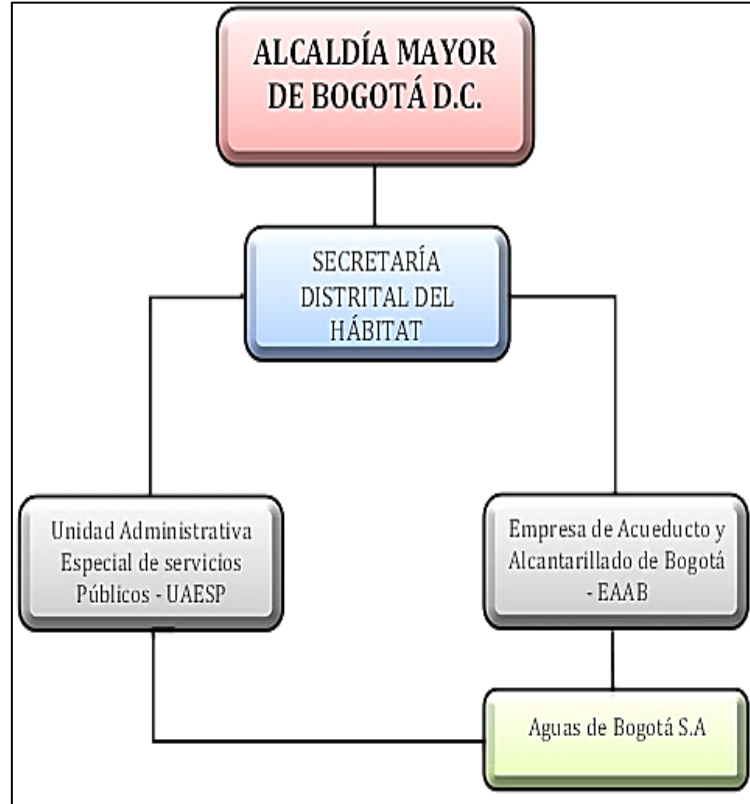 ALCALDÍA MAYOR
DE BOGOTÁ D.C.
SECRETARÍA
DISTRITAL DEL
HÁBITAT
Unidad Administrativa
Especial de servicios
Públicos - UAESP
Empresa de Acueducto y
Alcantarillado de Bogotá
- EAAB
Aguas de Bogotá S.A